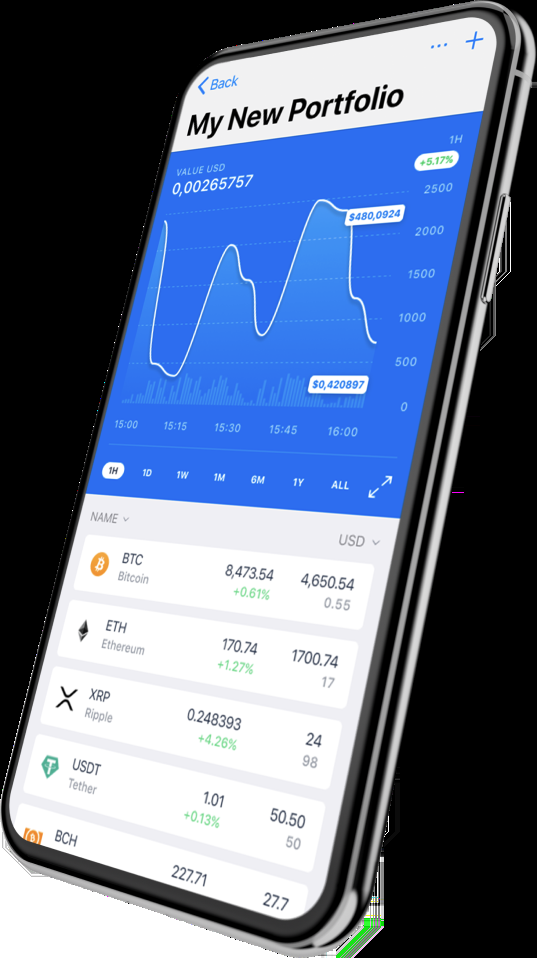 Back
My New Portfolio
VALUE USD
0,00265757
1H
+5.17%
2500
$480,0924
2000
1500
1000
500
$0,420897
0
15:00 15:15 15:30 15:45 16:00
1H 1D 1W 1M 6M 1Y ALL
NAME USD
BTC 8,473.54 4,650.54
Bitcoin +0.61% 0.55
ETH 170.74 1700.74
Ethereum +1.27% 17
XRP 0.248393 24
Ripple +4.26% 98
USDT 1.01 50.50
Tether +0.13% 50
BCH 227.71 27.7